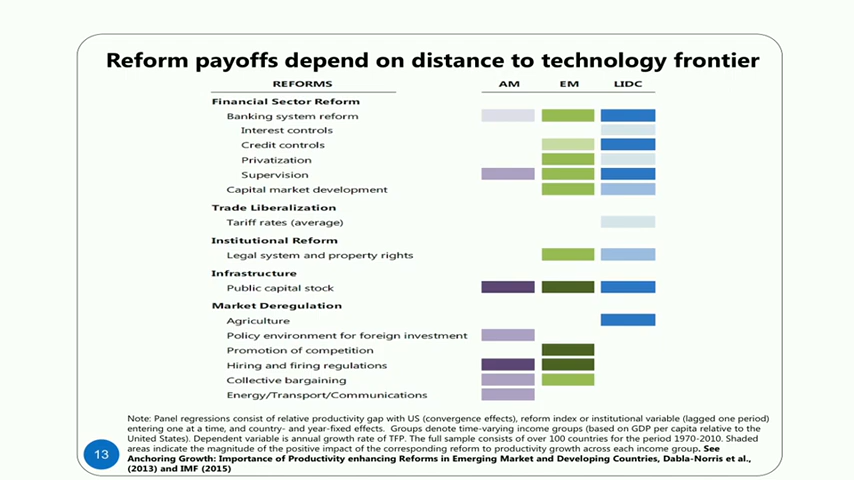 Reform payoffs depend on distance to technology frontier
REFORMS AM EM LIDC
Financial Sector Reform
Banking system reform
Interest controls
Credit controls
Privatization
Supervision
Capital market development
Trade Liberalization
Tariff rates (average)
Institutional Reform
Legal system and property rights
Infrastructure
Public capital stock
Market Deregulation
Agriculture
Policy environment for foreign investment
Promotion of competition
Hiring and firing regulations
Collective bargaining
Energy/Transport/Communications
Note: Panel regressions consist of relative productivity gap with US (convergence effects), reform index or institutional variable (lagged one period)
entering one at a time, and country- and year-fixed effects. Groups denote time-varying income groups (based on GDP per capita relative to the
United States). Dependent variable is annual growth rate of TFP. The full sample consists of over 100 countries for the period 1970-2010. Shaded
areas indicate the magnitude of the positive impact of the corresponding reform to productivity growth across each income group. See
Anchoring Growth: Importance of Productivity enhancing Reforms in Emerging Market and Developing Countries, Dabla-Norris et al.,
(2013) and IMF (2015)
13